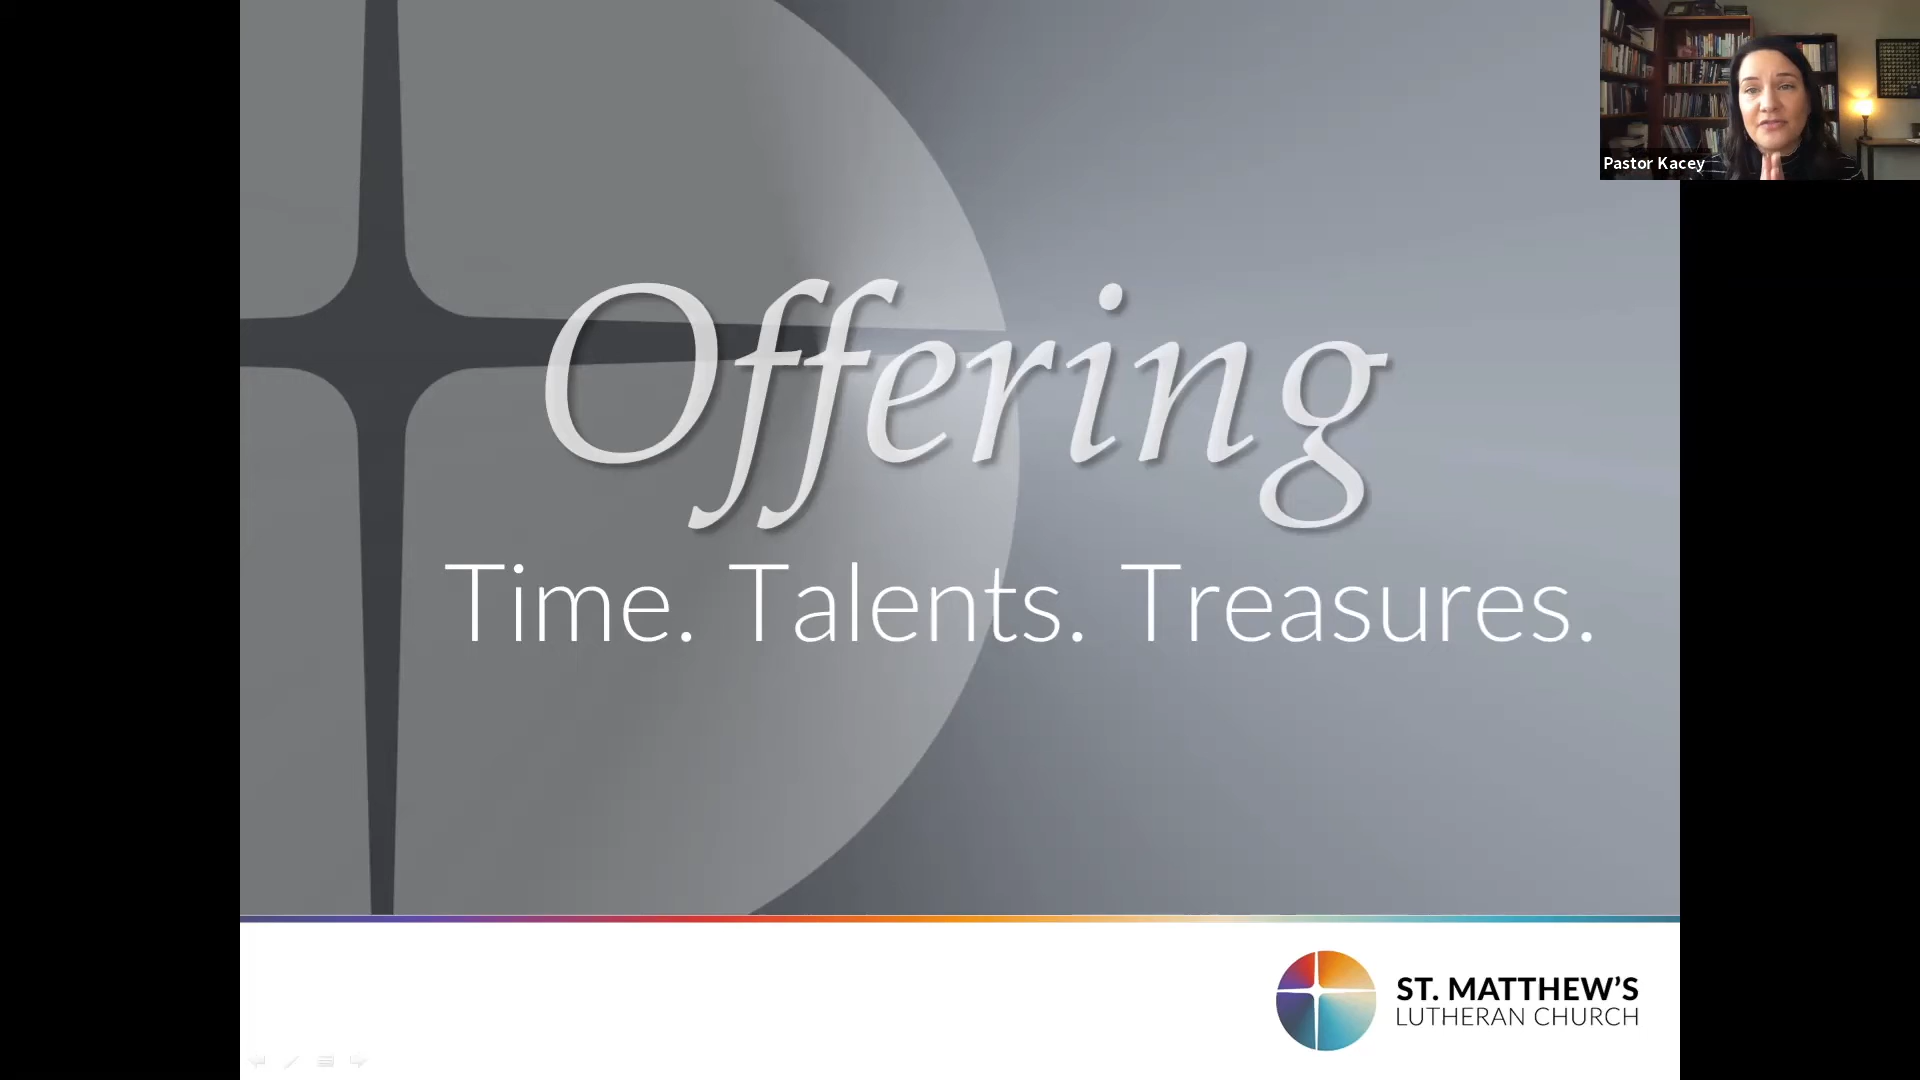 Pastor Kacey
Offering
Time. Talents. Treasures.
ST. MATTHEW'S
LUTHERAN CHURCH